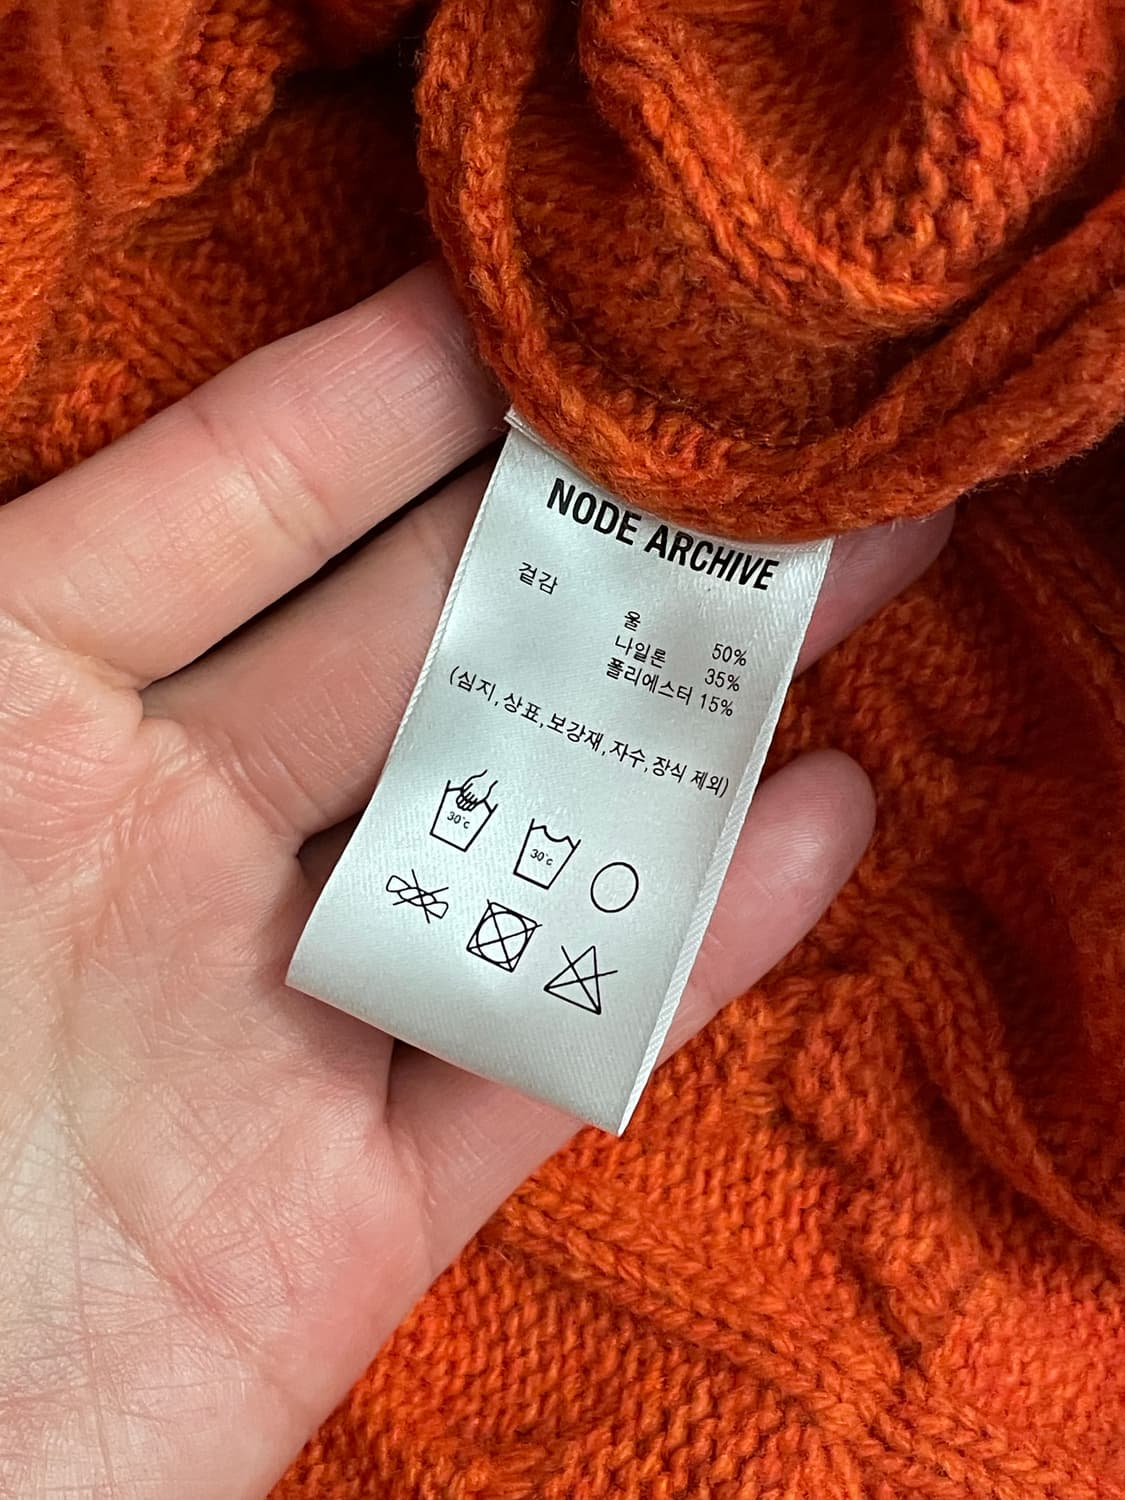 NODE ARCHIVE
겉감
울 50%
나일론 35%
폴리에스터 15%
(심지,상표,보강재,자수,장식 제외)
30°c
30°c